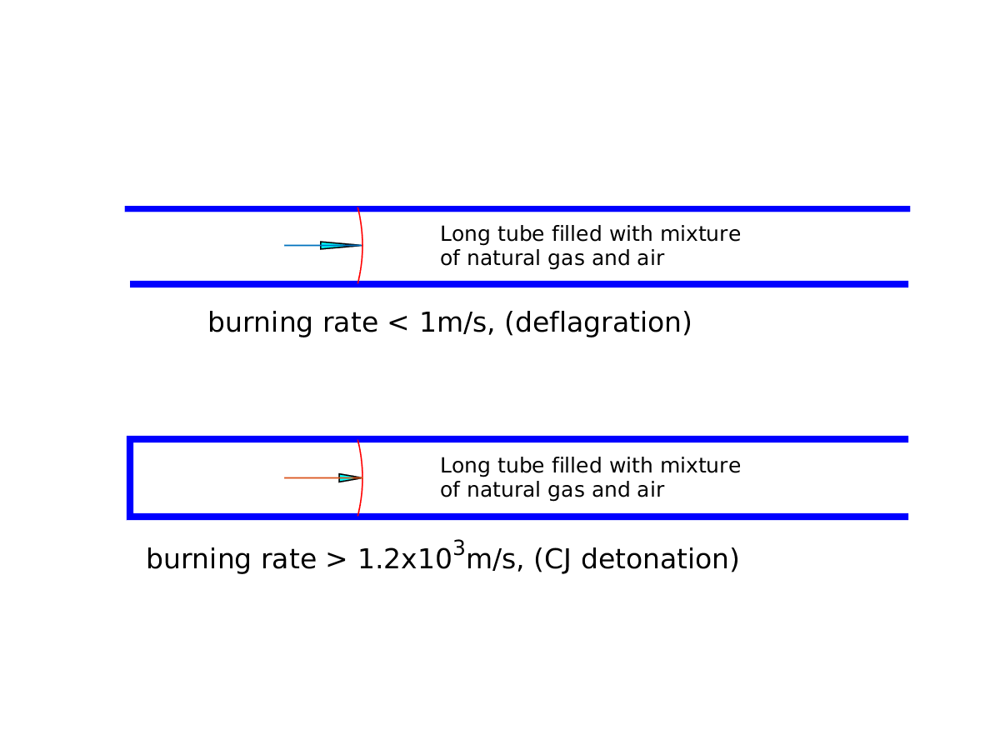 Long tube filled with mixture
of natural gas and air
burning rate < 1m/s, (deflagration)
Long tube filled with mixture
of natural gas and air
burning rate > 1.2x10³m/s, (CJ detonation)